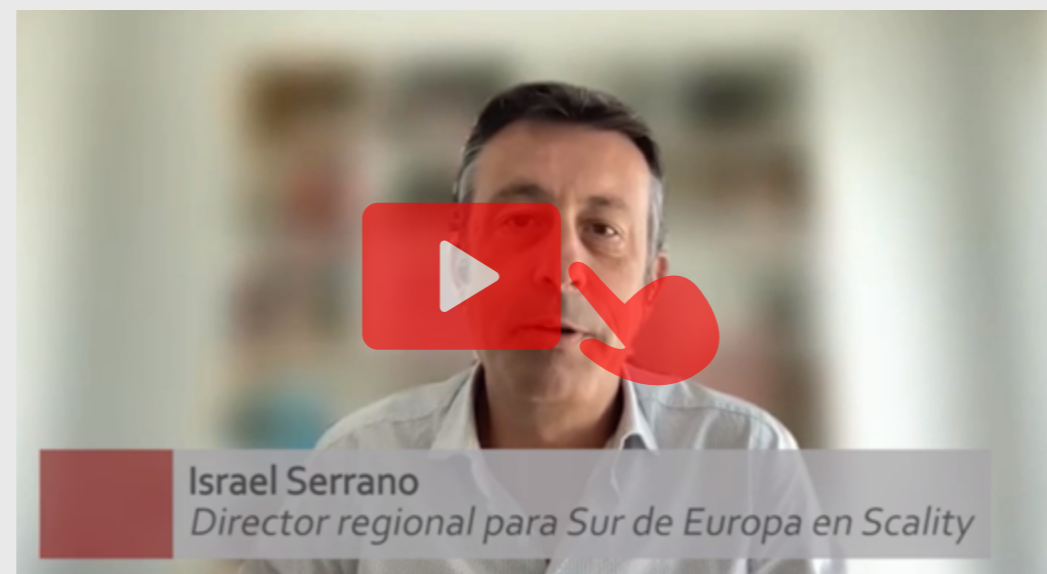 Israel Serrano
Director regional para Sur de Europa en Scality